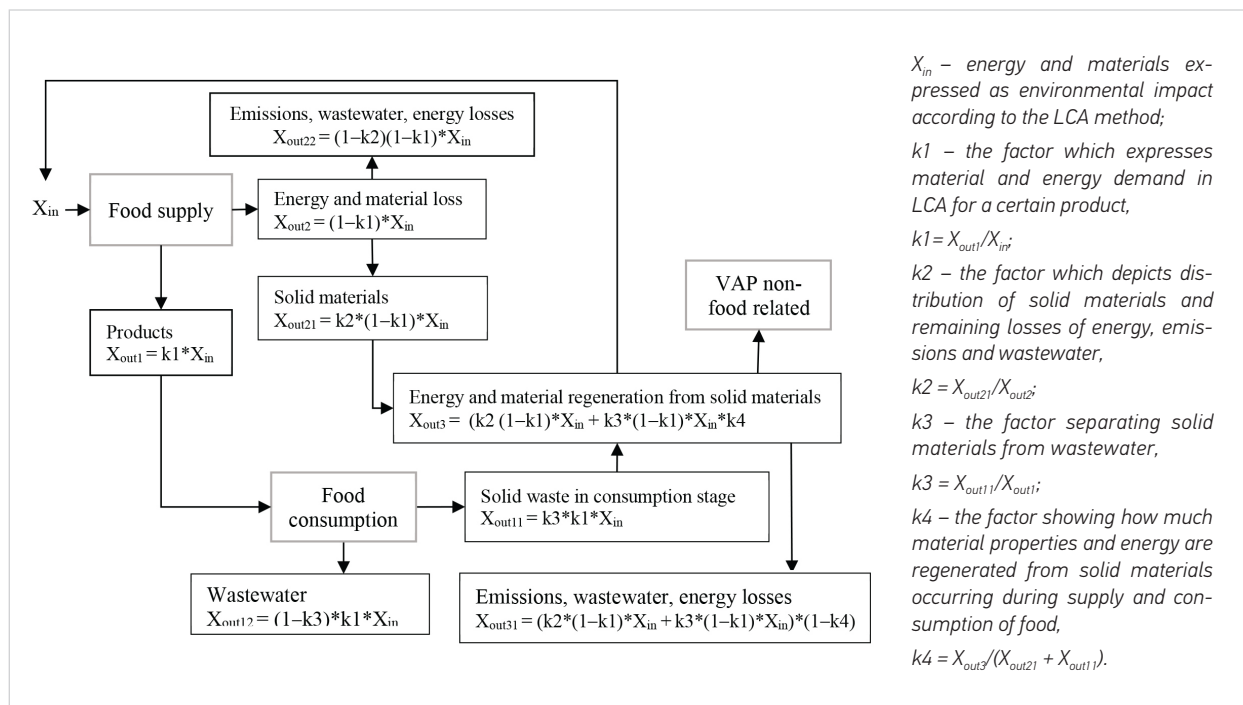 Emissions, wastewater, energy losses
Xout22 = (1–k2)(1–k1)*Xin
Xin
Food supply
Energy and material loss
Xout2 = (1–k1)*Xin
Solid materials
Xout21 = k2*(1–k1)*Xin
VAP non-
food related
Products
Xout1 = k1*Xin
Energy and material regeneration from solid materials
Xout3 = (k2 (1–k1)*Xin + k3*(1–k1)*Xin*k4
Food
consumption
Solid waste in consumption stage
Xout11 = k3*k1*Xin
Wastewater
Xout12 = (1–k3)*k1*Xin
Emissions, wastewater, energy losses
Xout31 = (k2*(1–k1)*Xin + k3*(1–k1)*Xin)*(1–k4)
Xin – energy and materials ex-
pressed as environmental impact
according to the LCA method;
k1 – the factor which expresses
material and energy demand in
LCA for a certain product,
k1= Xout1/Xin;
k2 – the factor which depicts dis-
tribution of solid materials and
remaining losses of energy, emis-
sions and wastewater,
k2 = Xout21/Xout2;
k3 – the factor separating solid
materials from wastewater,
k3 = Xout11/Xout1;
k4 – the factor showing how much
material properties and energy are
regenerated from solid materials
occurring during supply and con-
sumption of food,
k4 = Xout3/(Xout21 + Xout11).